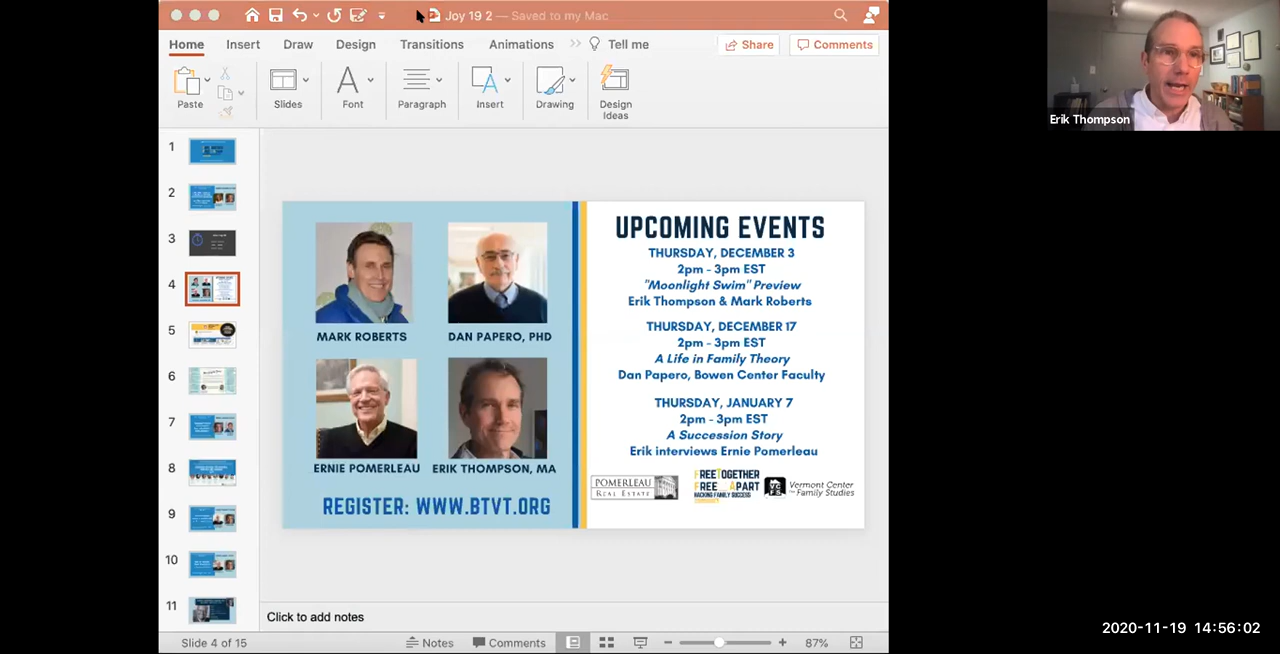 Joy 19 2 — Saved to my Mac
Home
Insert
Draw
Design
Transitions
Animations
Tell me
Share
Comments
Paste
Slides
Font
Paragraph
Insert
Drawing
Design
Ideas
Erik Thompson
1
2
3
4
5
6
7
8
9
10
11
MARK ROBERTS
DAN PAPERO, PHD
ERNIE POMERLEAU
ERIK THOMPSON, MA
REGISTER: WWW.BTVT.ORG
UPCOMING EVENTS
THURSDAY, DECEMBER 3
2pm - 3pm EST
"Moonlight Swim" Preview
Erik Thompson & Mark Roberts
THURSDAY, DECEMBER 17
2pm - 3pm EST
A Life in Family Theory
Dan Papero, Bowen Center Faculty
THURSDAY, JANUARY 7
2pm - 3pm EST
A Succession Story
Erik interviews Ernie Pomerleau
POMERLEAU
REAL ESTATE
FREE TOGETHER
FREE APART
HACKING FAMILY SUCCESS
Vermont Center
for Family Studies
Click to add notes
Slide 4 of 15
Notes
Comments
87%
2020-11-19 14:56:02